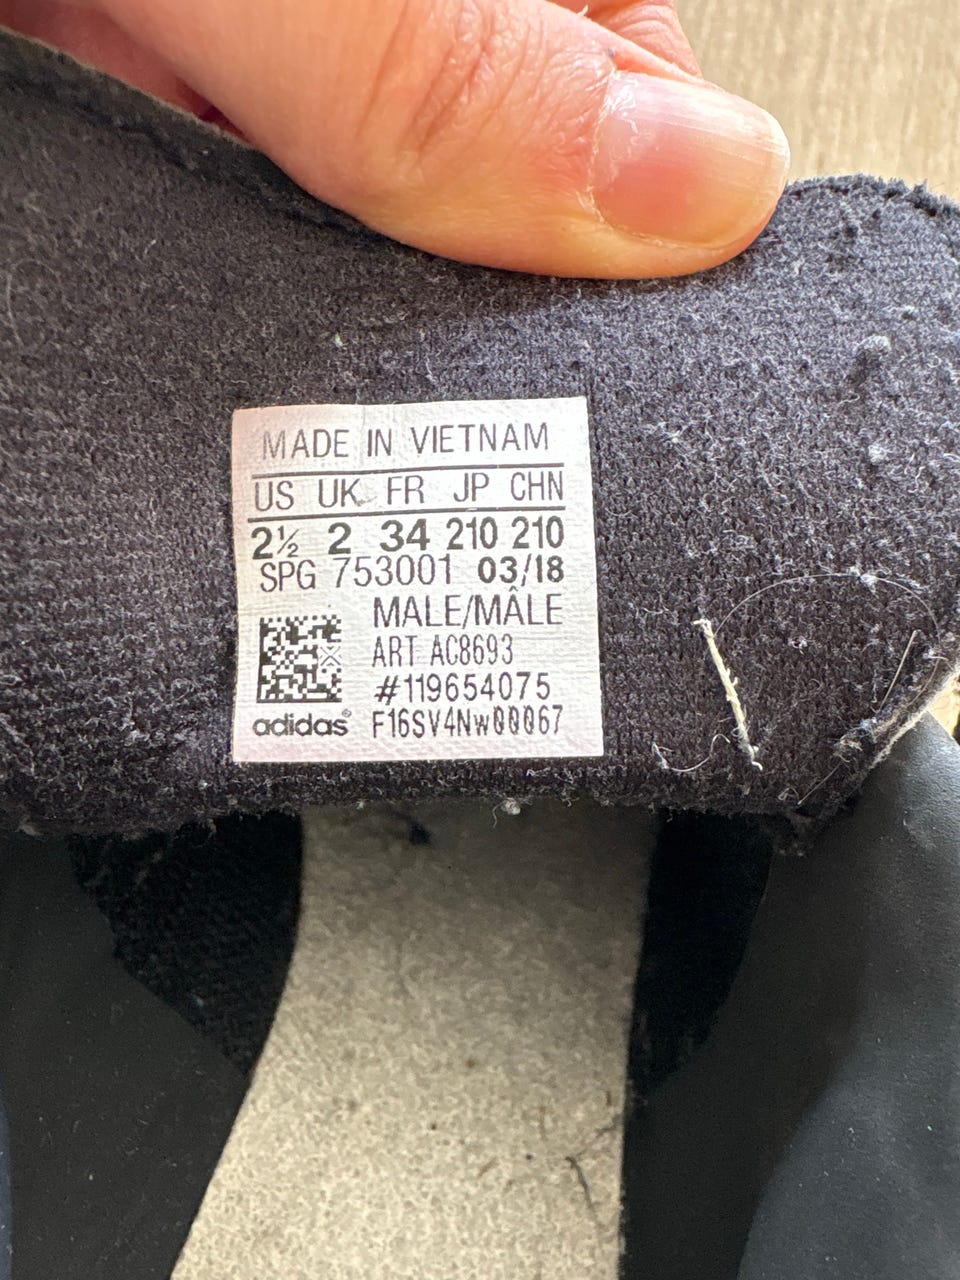 MADE IN VIETNAM
US UK FR JP CHN
2½ 2 34 210 210
SPG 753001 03/18
MALE/MÂLE
ART AC8693
#119654075
adidas® F16SV4NW00067